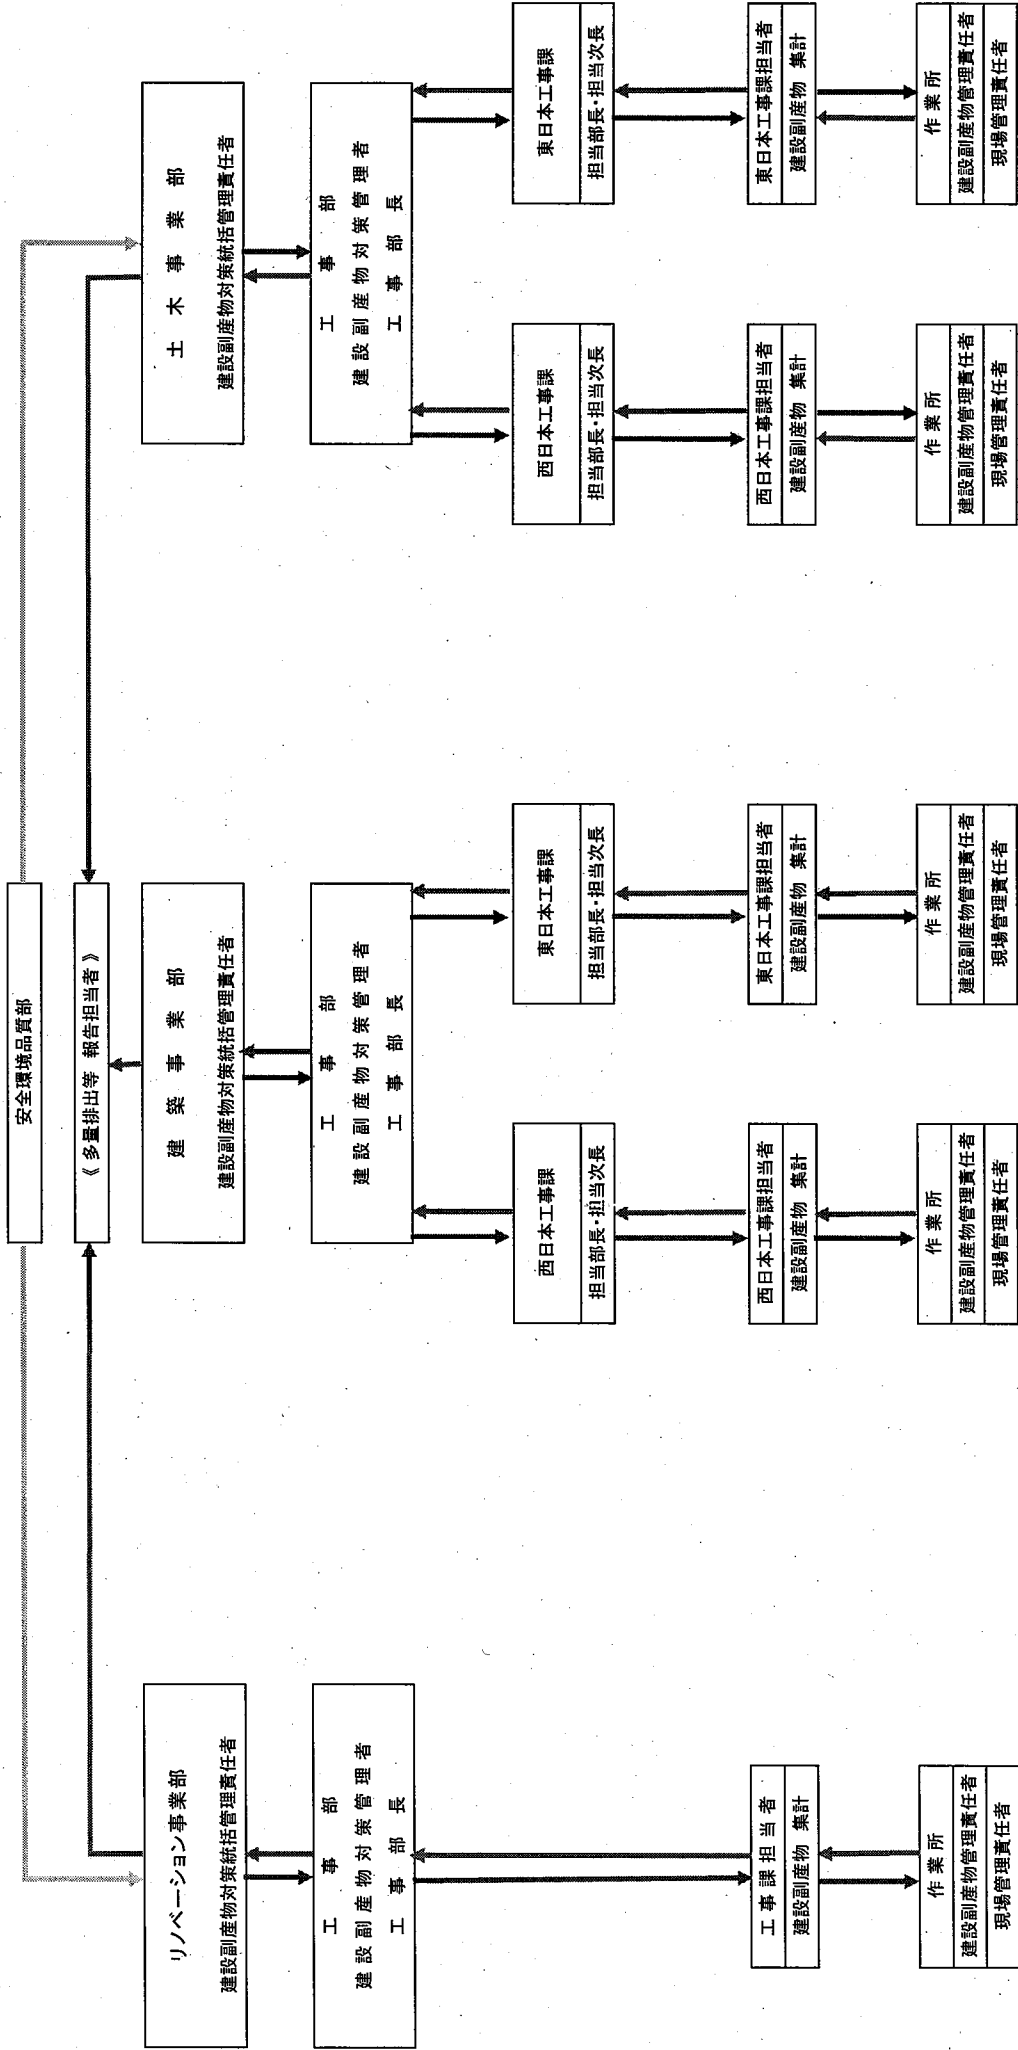 安全環境品質部
《 多量排出等 報告担当者 》
リノベーション事業部
建設副産物対策統括管理責任者
建築事業部
建設副産物対策統括管理責任者
土木事業部
建設副産物対策統括管理責任者
工事部
建設副産物対策管理者
工事部長
工事部
建設副産物対策管理者
工事部長
工事部
建設副産物対策管理者
工事部長
西日本工事課
担当部長・担当次長
東日本工事課
担当部長・担当次長
西日本工事課
担当部長・担当次長
東日本工事課
担当部長・担当次長
工事課担当者
建設副産物 集計
西日本工事課担当者
建設副産物 集計
東日本工事課担当者
建設副産物 集計
西日本工事課担当者
建設副産物 集計
東日本工事課担当者
建設副産物 集計
作業所
建設副産物管理責任者
現場管理責任者
作業所
建設副産物管理責任者
現場管理責任者
作業所
建設副産物管理責任者
現場管理責任者
作業所
建設副産物管理責任者
現場管理責任者
作業所
建設副産物管理責任者
現場管理責任者